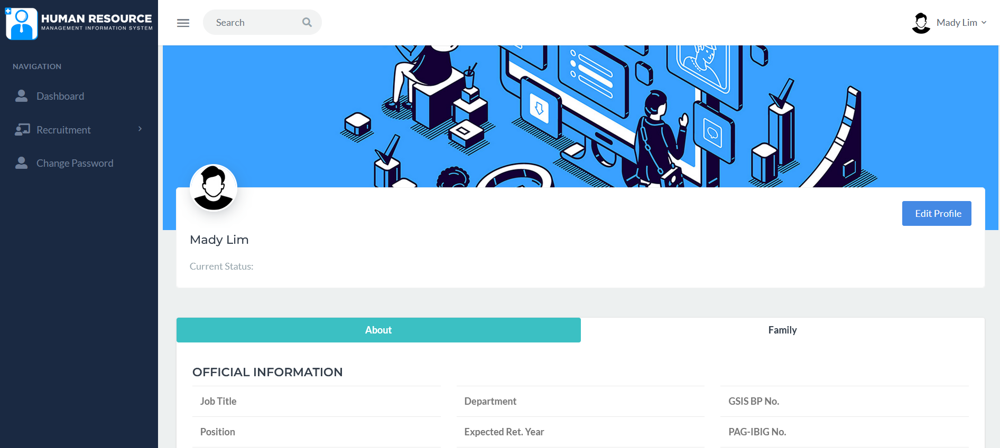 HUMAN RESOURCE
MANAGEMENT INFORMATION SYSTEM
Search
Mady Lim
NAVIGATION
Dashboard
Recruitment
Change Password
Edit Profile
Mady Lim
Current Status:
About
Family
OFFICIAL INFORMATION
Job Title
Department
GSIS BP No.
Position
Expected Ret. Year
PAG-IBIG No.